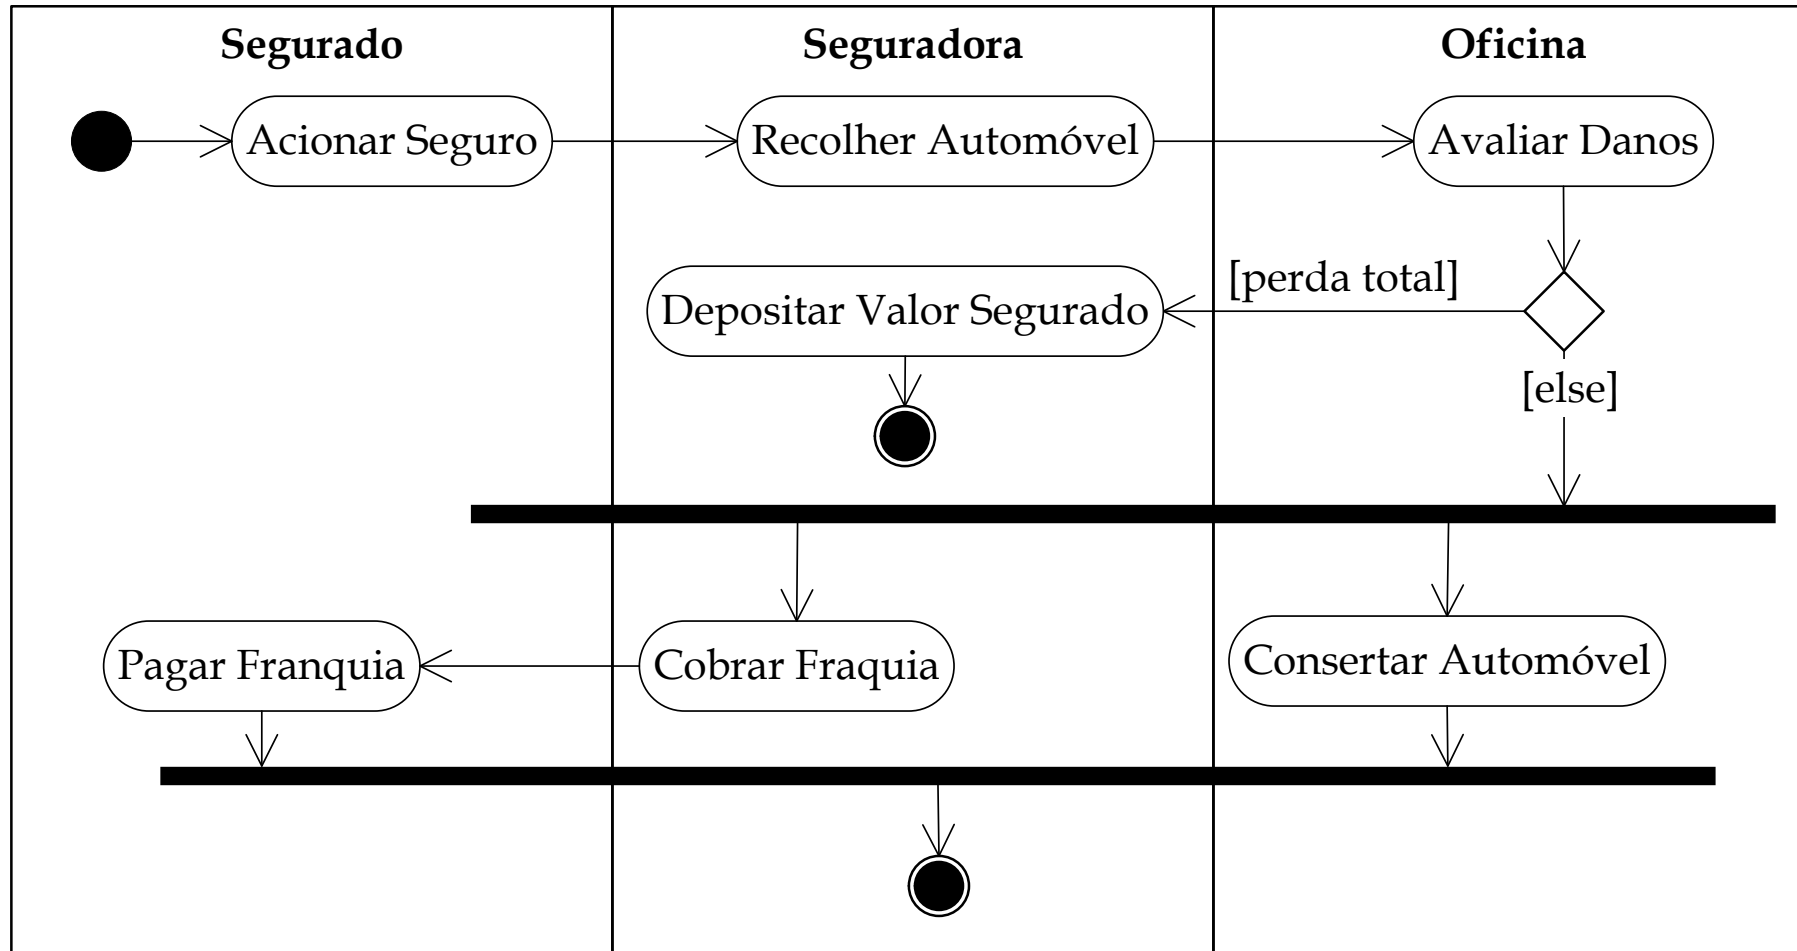 Segurado
Seguradora
Oficina
Acionar Seguro
Recolher Automóvel
Avaliar Danos
[perda total]
Depositar Valor Segurado
[else]
Pagar Franquia
Cobrar Fraquia
Consertar Automóvel